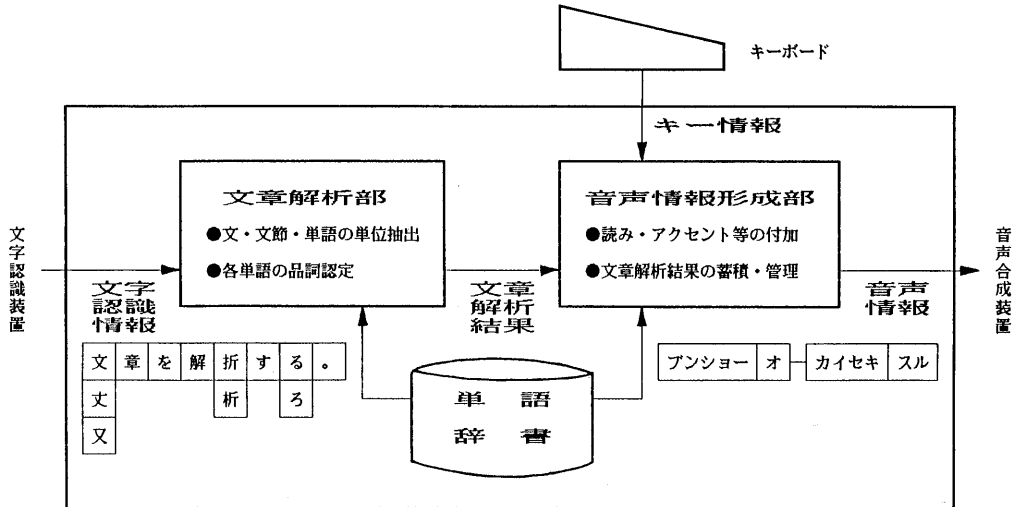 キーボード
キー情報
文章解析部
●文・文節・単語の単位抽出
●各単語の品詞認定
音声情報形成部
●読み・アクセント等の付加
●文章解析結果の蓄積・管理
文字認識装置
文字
認識
情報
文章
解析
結果
音声
情報
音声合成装置
文章を解折する。
丈析ろ
又
ブンショー オ カイセキ スル
単語
辞書